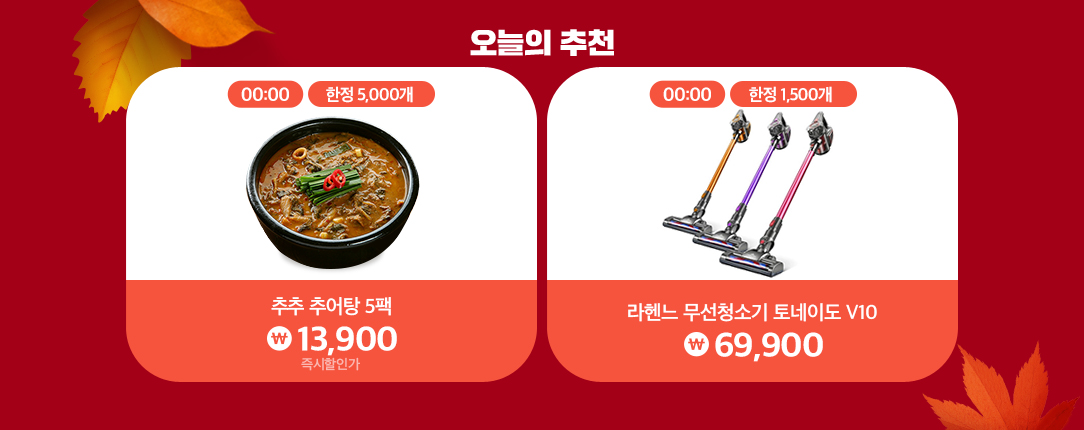 오늘의 추천
00:00 한정 5,000개
추추 추어탕 5팩
₩ 13,900
즉시할인가
00:00 한정 1,500개
라헨느 무선청소기 토네이도 V10
₩ 69,900